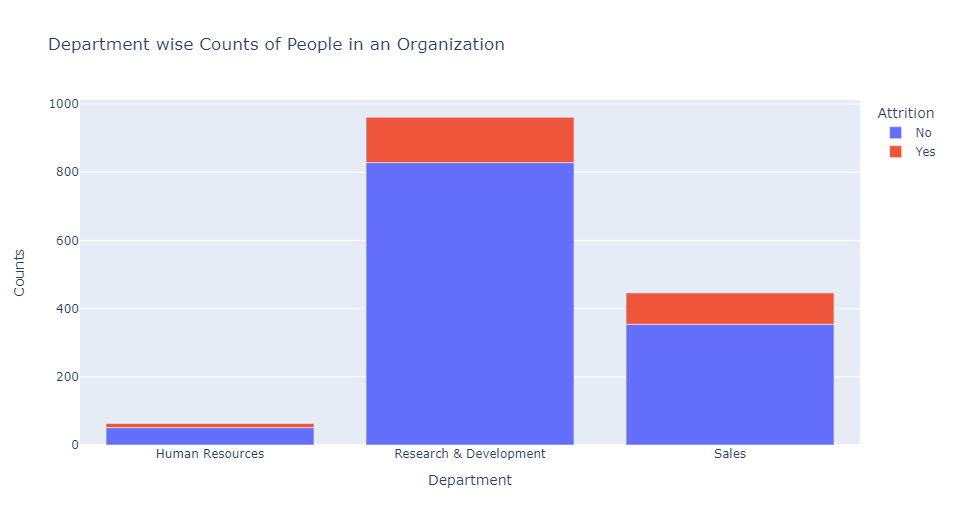 Department wise Counts of People in an Organization
Counts
1000
800
600
400
200
0
Human Resources
Research & Development
Sales
Department
Attrition
No
Yes